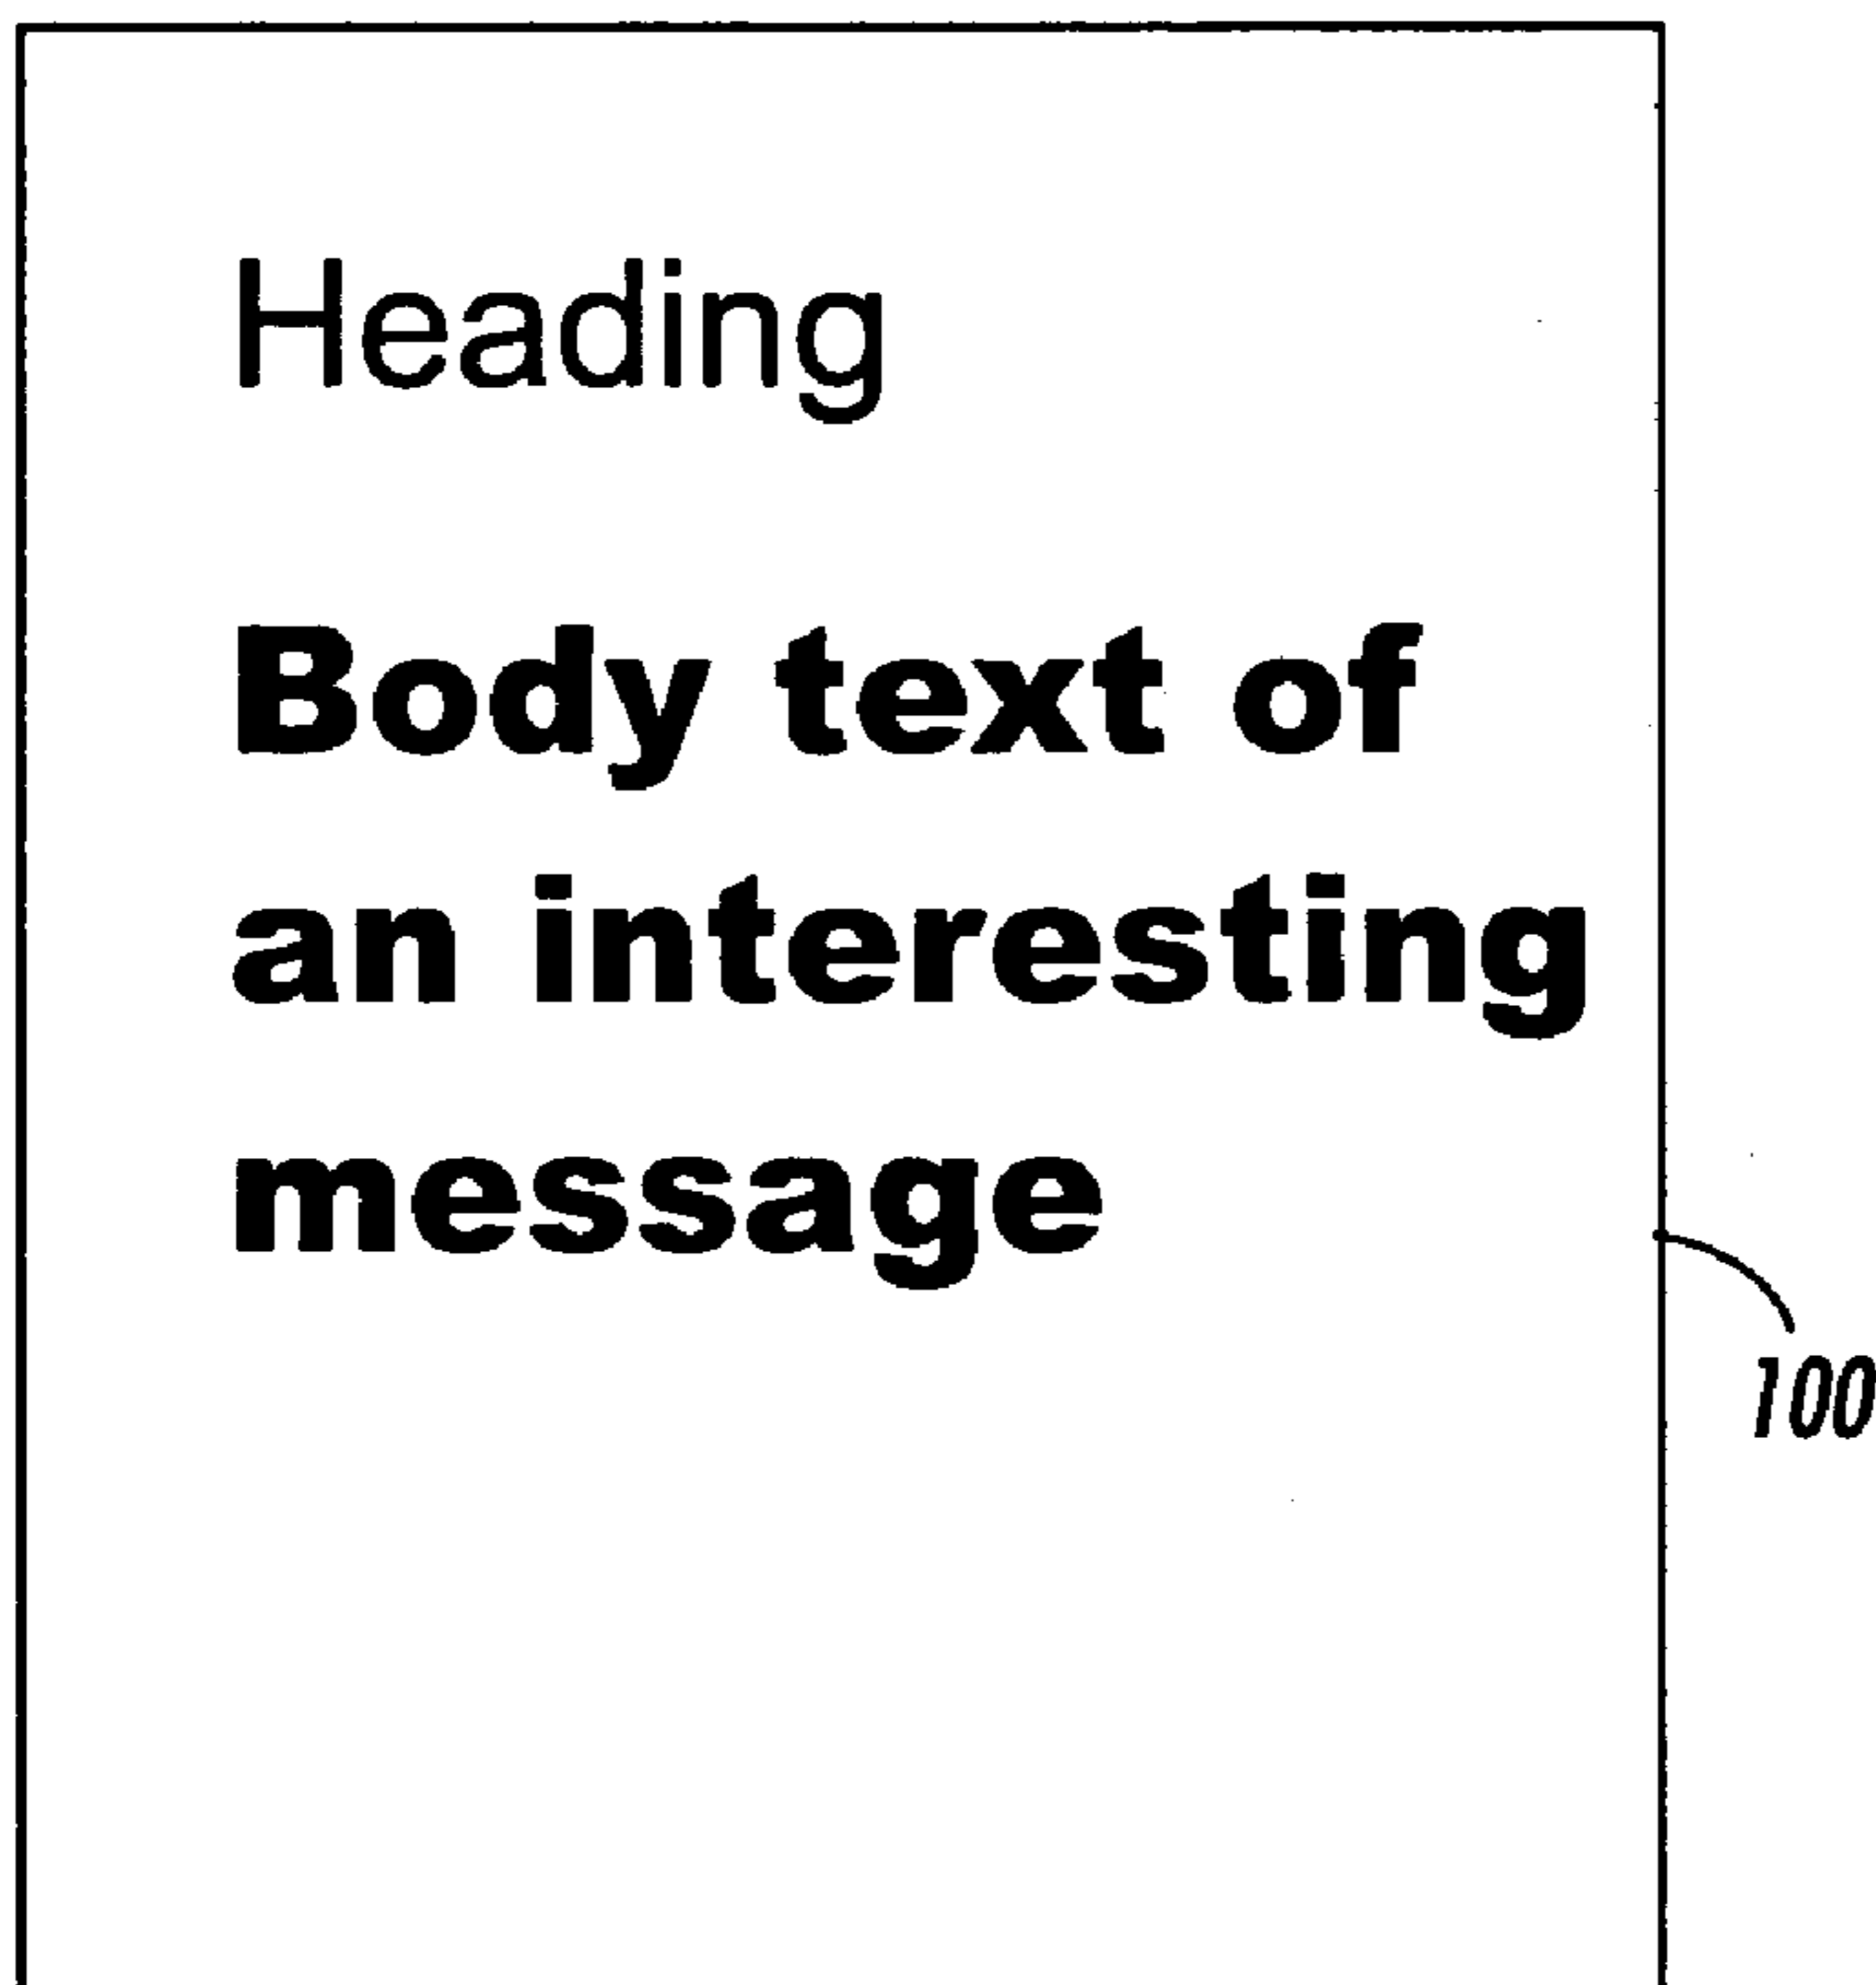 Heading
Body text of
an interesting
message
100